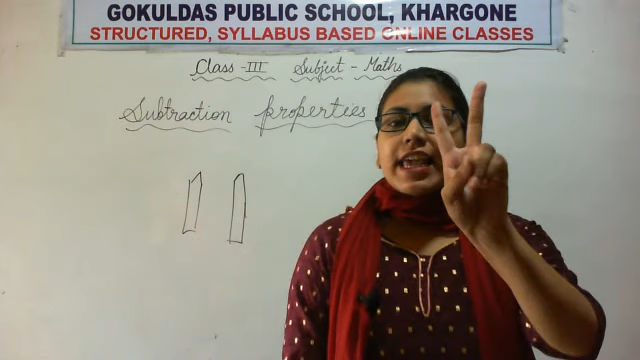 GOKULDAS PUBLIC SCHOOL, KHARGONE
STRUCTURED, SYLLABUS BASED ONLINE CLASSES
Class - III Subject - Maths
Subtraction properties